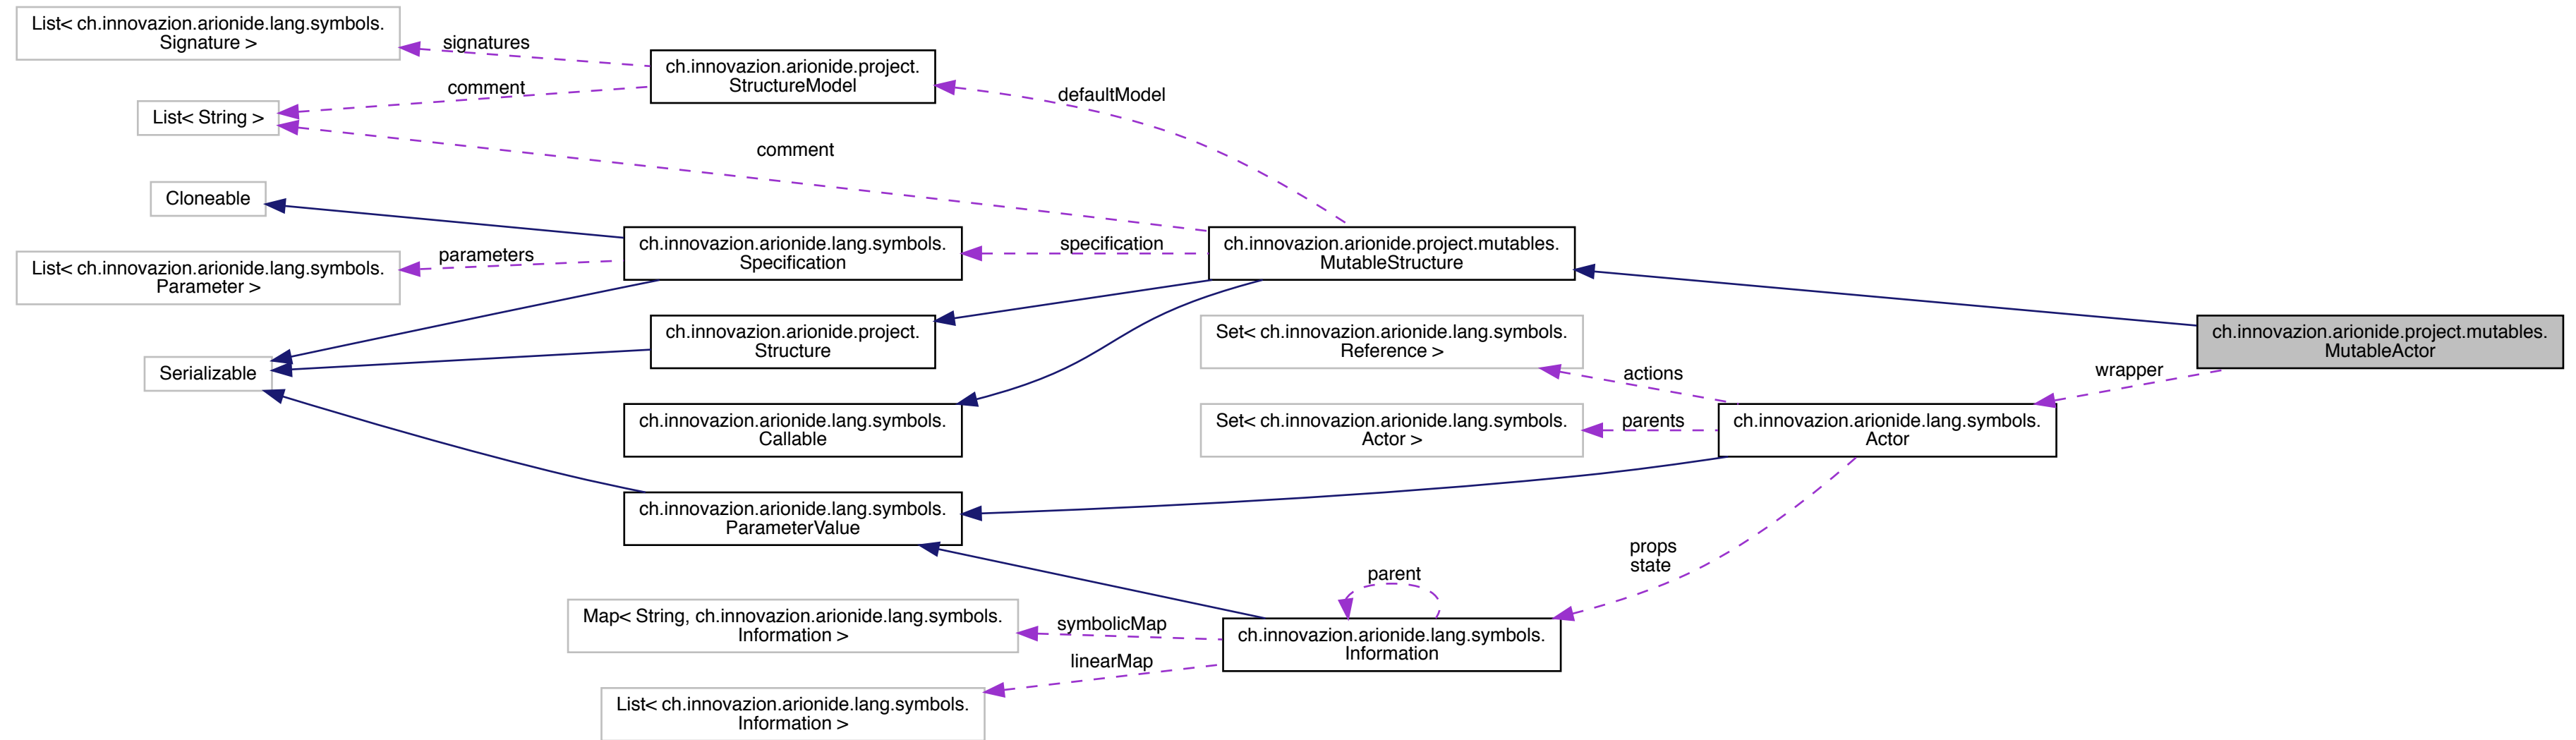 List< ch.innovazion.arionide.lang.symbols.
Signature >
signatures
ch.innovazion.arionide.project.
StructureModel
comment
List< String >
defaultModel
comment
Cloneable
ch.innovazion.arionide.lang.symbols.
Specification
specification
ch.innovazion.arionide.project.mutables.
MutableStructure
List< ch.innovazion.arionide.lang.symbols.
Parameter >
parameters
ch.innovazion.arionide.project.
Structure
Set< ch.innovazion.arionide.lang.symbols.
Reference >
ch.innovazion.arionide.project.mutables.
MutableActor
Serializable
actions
wrapper
ch.innovazion.arionide.lang.symbols.
Callable
Set< ch.innovazion.arionide.lang.symbols.
Actor >
parents
ch.innovazion.arionide.lang.symbols.
Actor
ch.innovazion.arionide.lang.symbols.
ParameterValue
props
state
parent
Map< String, ch.innovazion.arionide.lang.symbols.
Information >
symbolicMap
ch.innovazion.arionide.lang.symbols.
Information
linearMap
List< ch.innovazion.arionide.lang.symbols.
Information >